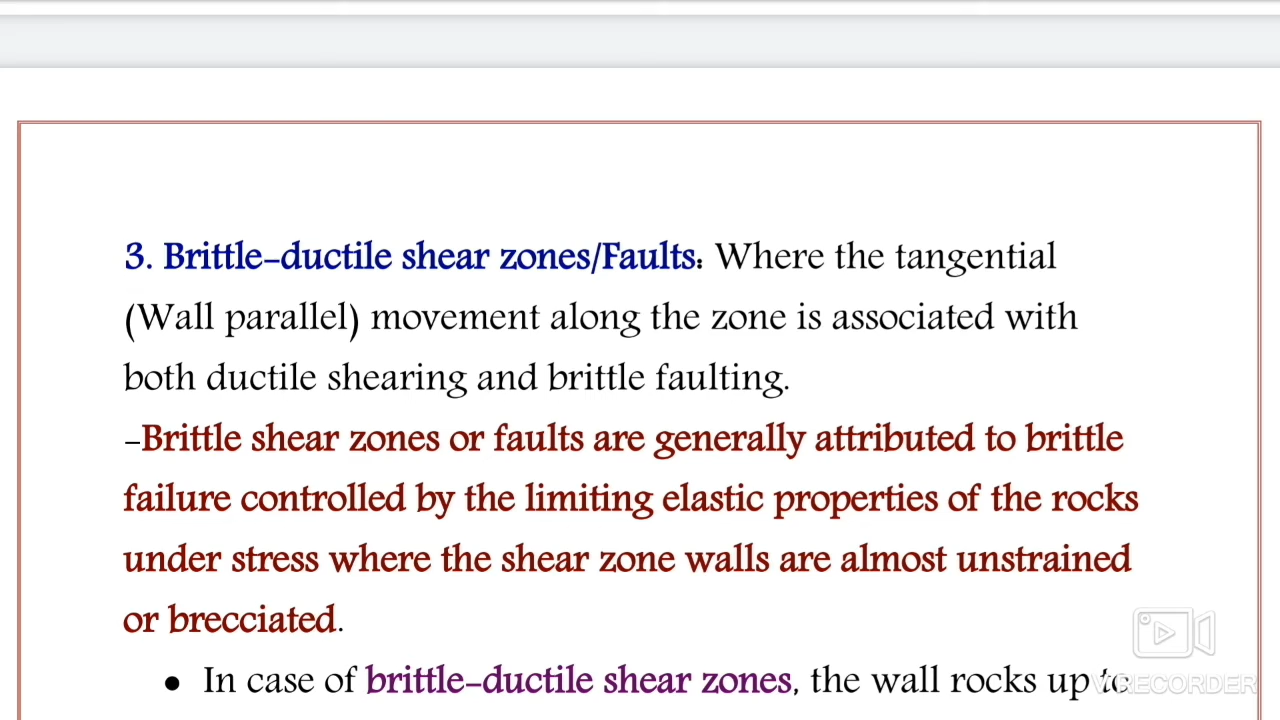 3. Brittle-ductile shear zones/Faults: Where the tangential
(Wall parallel) movement along the zone is associated with
both ductile shearing and brittle faulting.
-Brittle shear zones or faults are generally attributed to brittle
failure controlled by the limiting elastic properties of the rocks
under stress where the shear zone walls are almost unstrained
or brecciated.
• In case of brittle-ductile shear zones, the wall rocks up to
VRECORDER